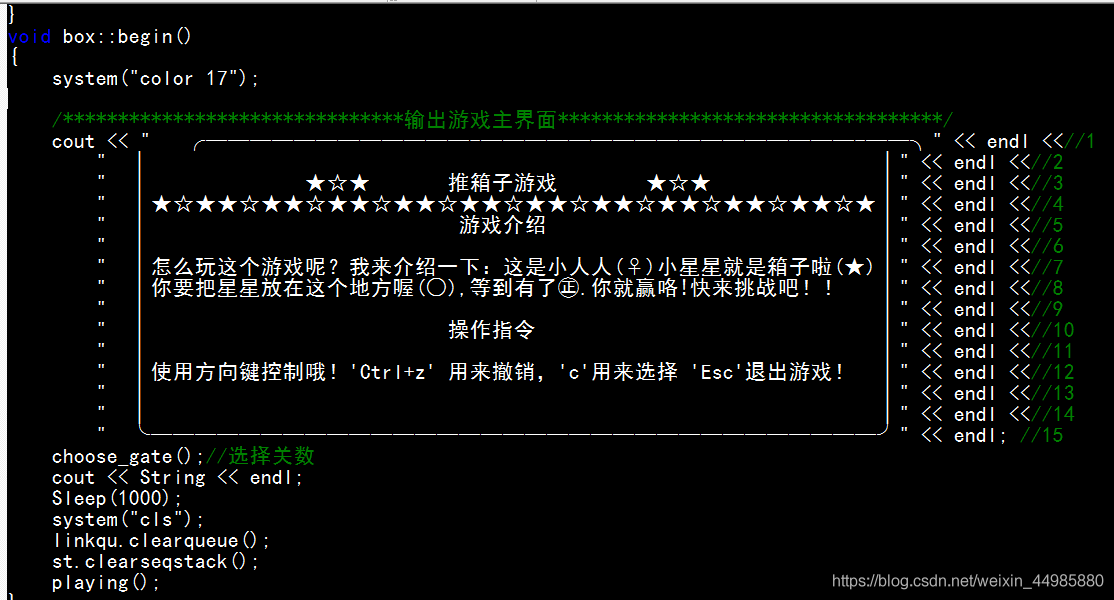 }
void box::begin()
{
    system("color 17");
    /*******************************输出游戏主界面***********************************/
    cout << "    ╭──────────────────────────────────╮ " << endl <<//1
        "   │                                                                  │ " << endl <<//2
        "   │              ★☆★       推箱子游戏        ★☆★                │ " << endl <<//3
        "   │★☆★★☆★★☆★★☆★★☆★★☆★★☆★★☆★★☆★★☆★★☆★│ " << endl <<//4
        "   │                            游戏介绍                              │ " << endl <<//5
        "   │                                                                  │ " << endl <<//6
        "   │怎么玩这个游戏呢？我来介绍一下：这是小人人(♀)小星星就是箱子啦(★) │ " << endl <<//7
        "   │你要把星星放在这个地方喔(〇),等到有了㊣.你就赢咯!快来挑战吧！！   │ " << endl <<//8
        "   │                                                                  │ " << endl <<//9
        "   │                           操作指令                               │ " << endl <<//10
        "   │                                                                  │ " << endl <<//11
        "   │使用方向键控制哦！'Ctrl+z' 用来撤销，'c'用来选择 'Esc'退出游戏！  │ " << endl <<//12
        "   │                                                                  │ " << endl <<//13
        "   │                                                                  │ " << endl <<//14
        "   ╰─────────────────────────────────╯ " << endl; //15
    choose_gate();//选择关数
    cout << String << endl;
    Sleep(1000);
    system("cls");
    linkqu.clearqueue();
    st.clearseqstack();
    playing();
https://blog.csdn.net/weixin_44985880
}